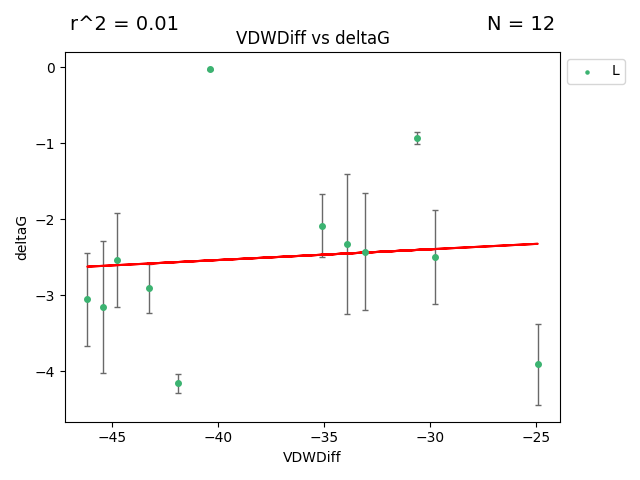 r^2 = 0.01
N = 12
VDWDiff vs deltaG
L
0
−1
−2
−3
−4
deltaG
−45
−40
−35
−30
−25
VDWDiff